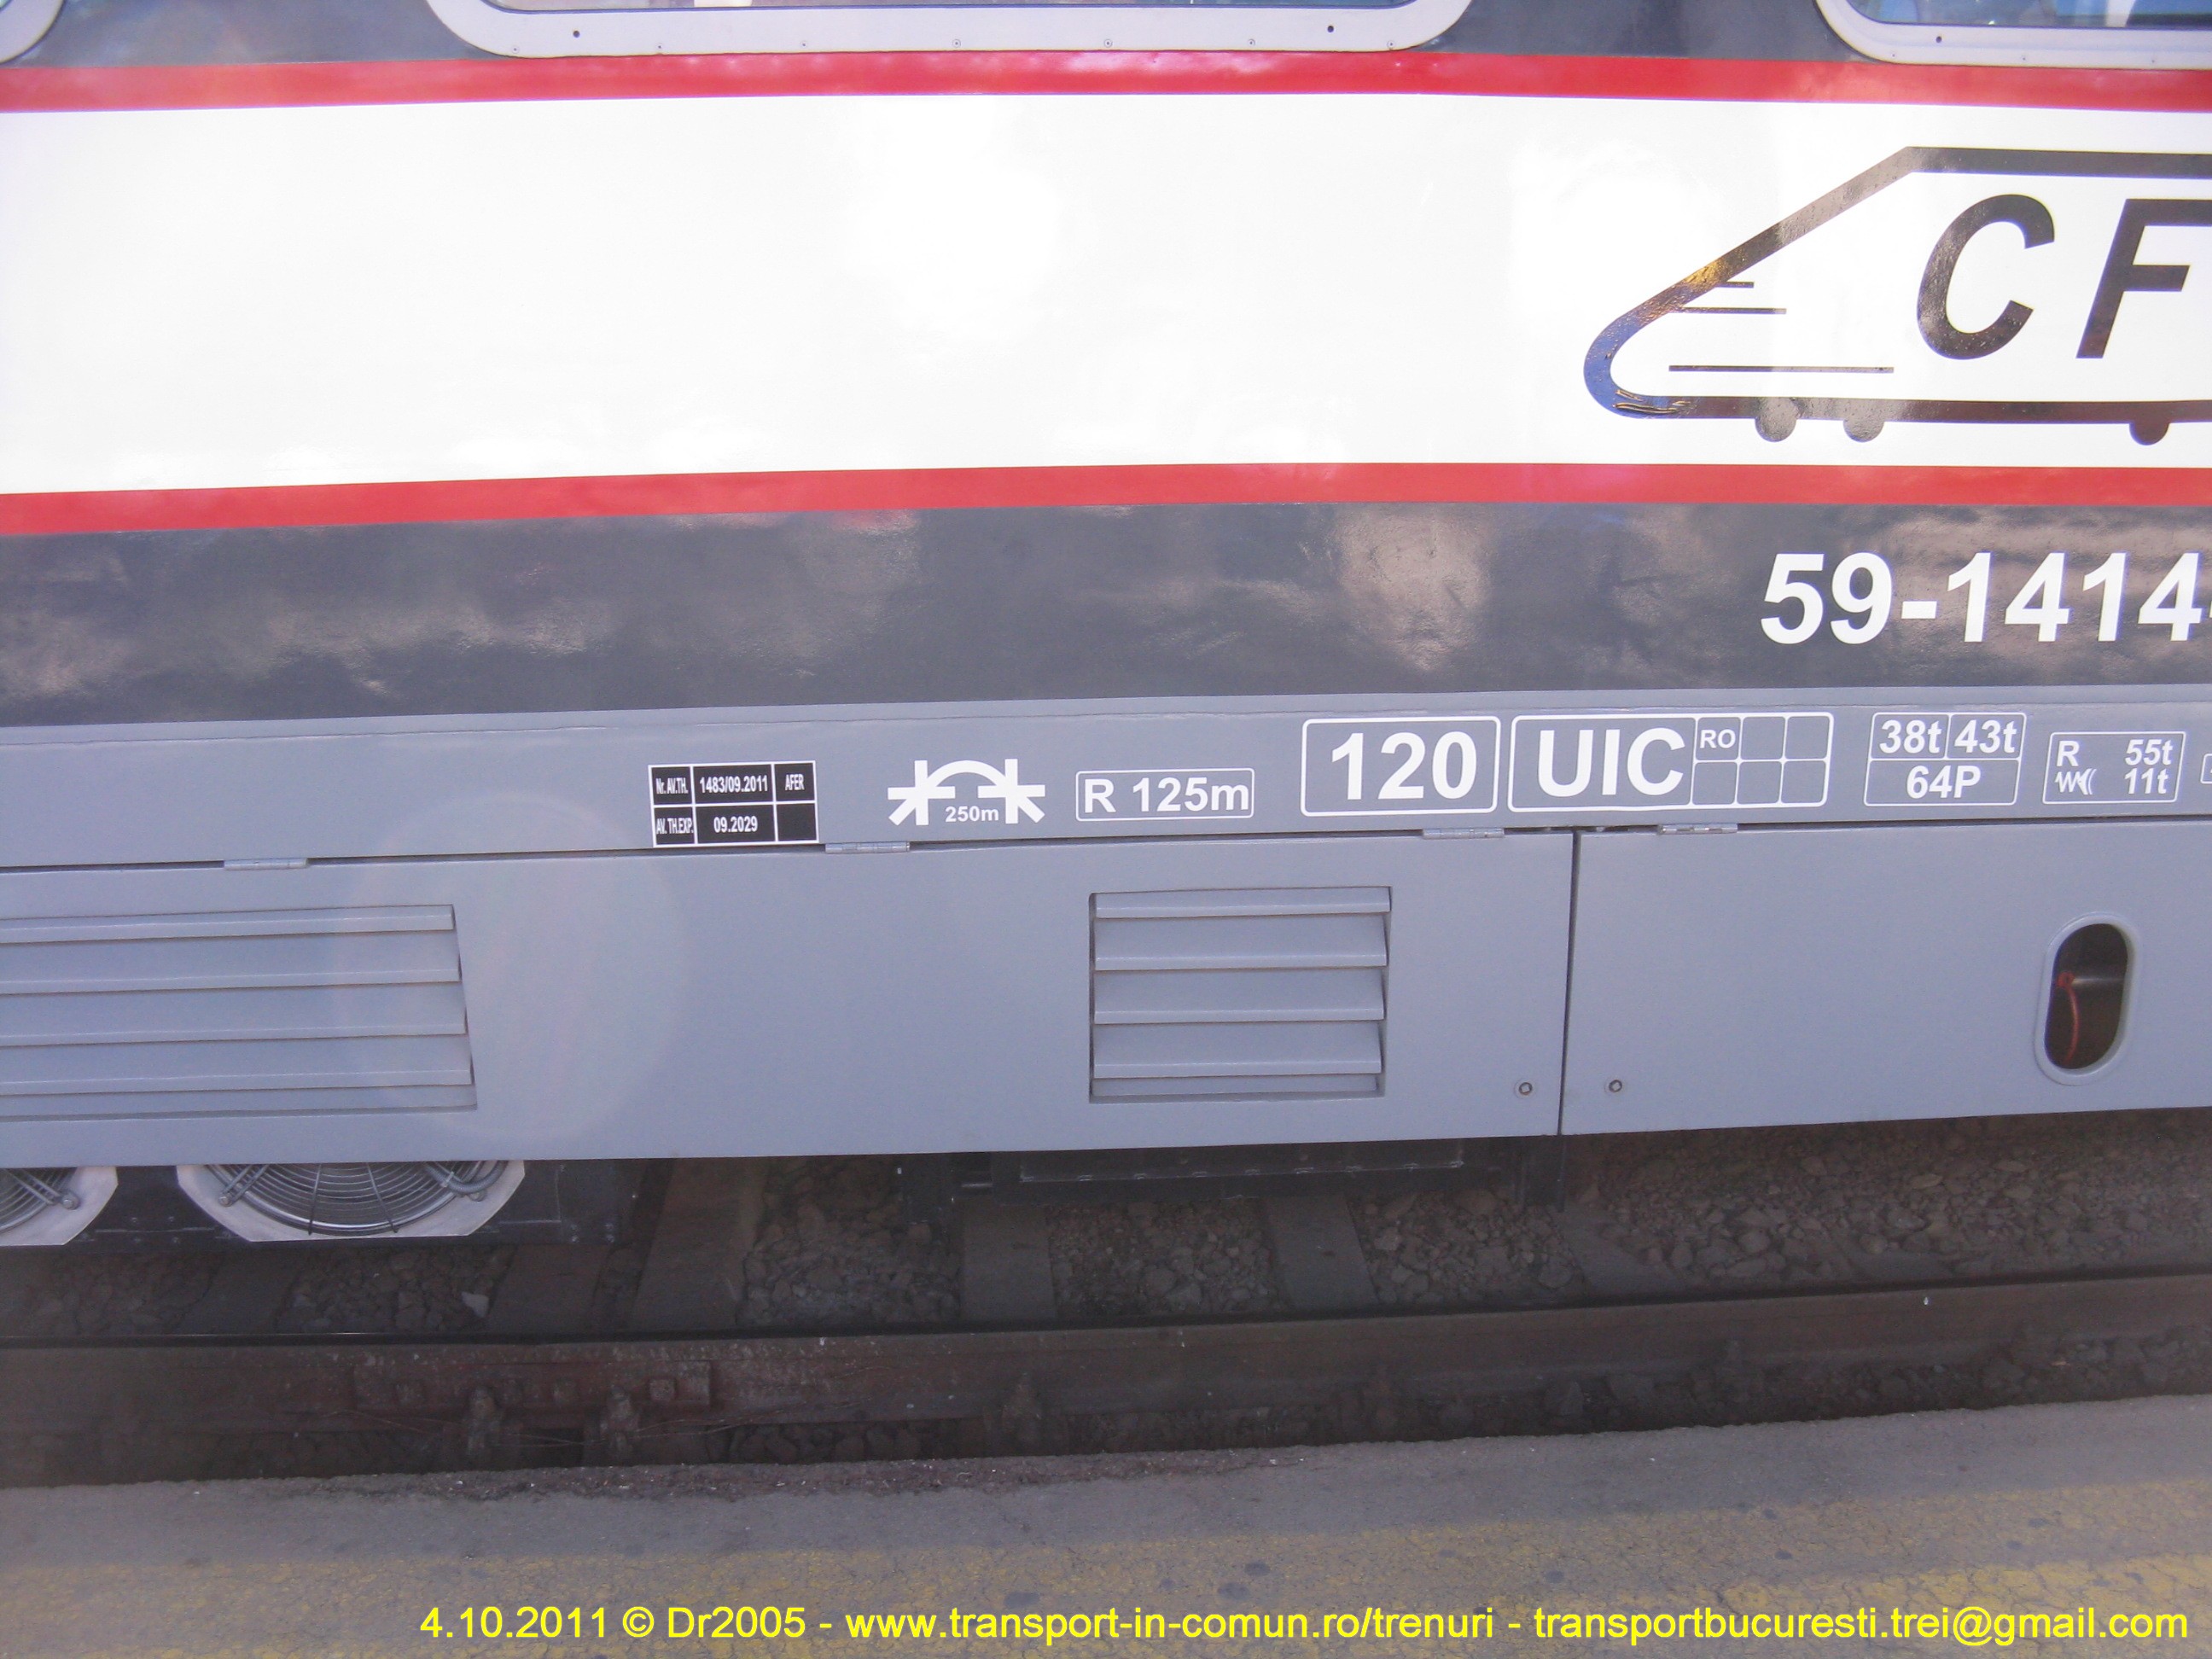 CF
59-1414
Nr. AV.TH. 1483/09.2011 AFER
AV. TH.EXP. 09.2029
250m
R 125m
120
UIC RO
38t 43t
64P
R 55t
11t
4.10.2011 © Dr2005 - www.transport-in-comun.ro/trenuri - transportbucuresti.trei@gmail.com